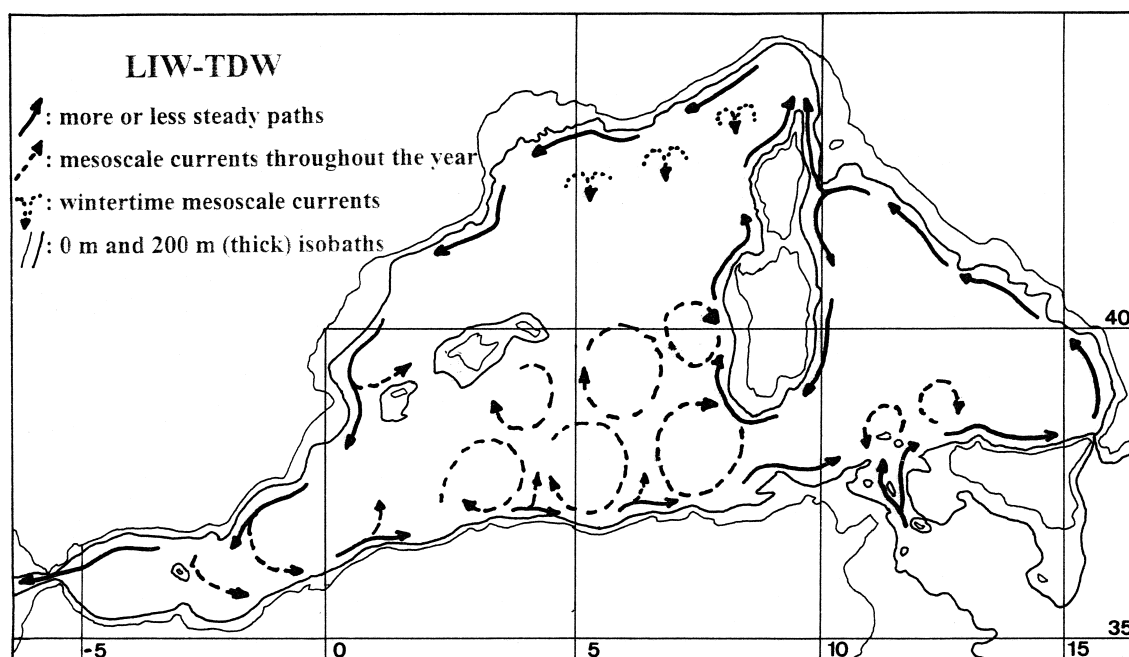 LIW-TDW
: more or less steady paths
: mesoscale currents throughout the year
: wintertime mesoscale currents
: 0 m and 200 m (thick) isobaths
40
35
-5
0
5
10
15